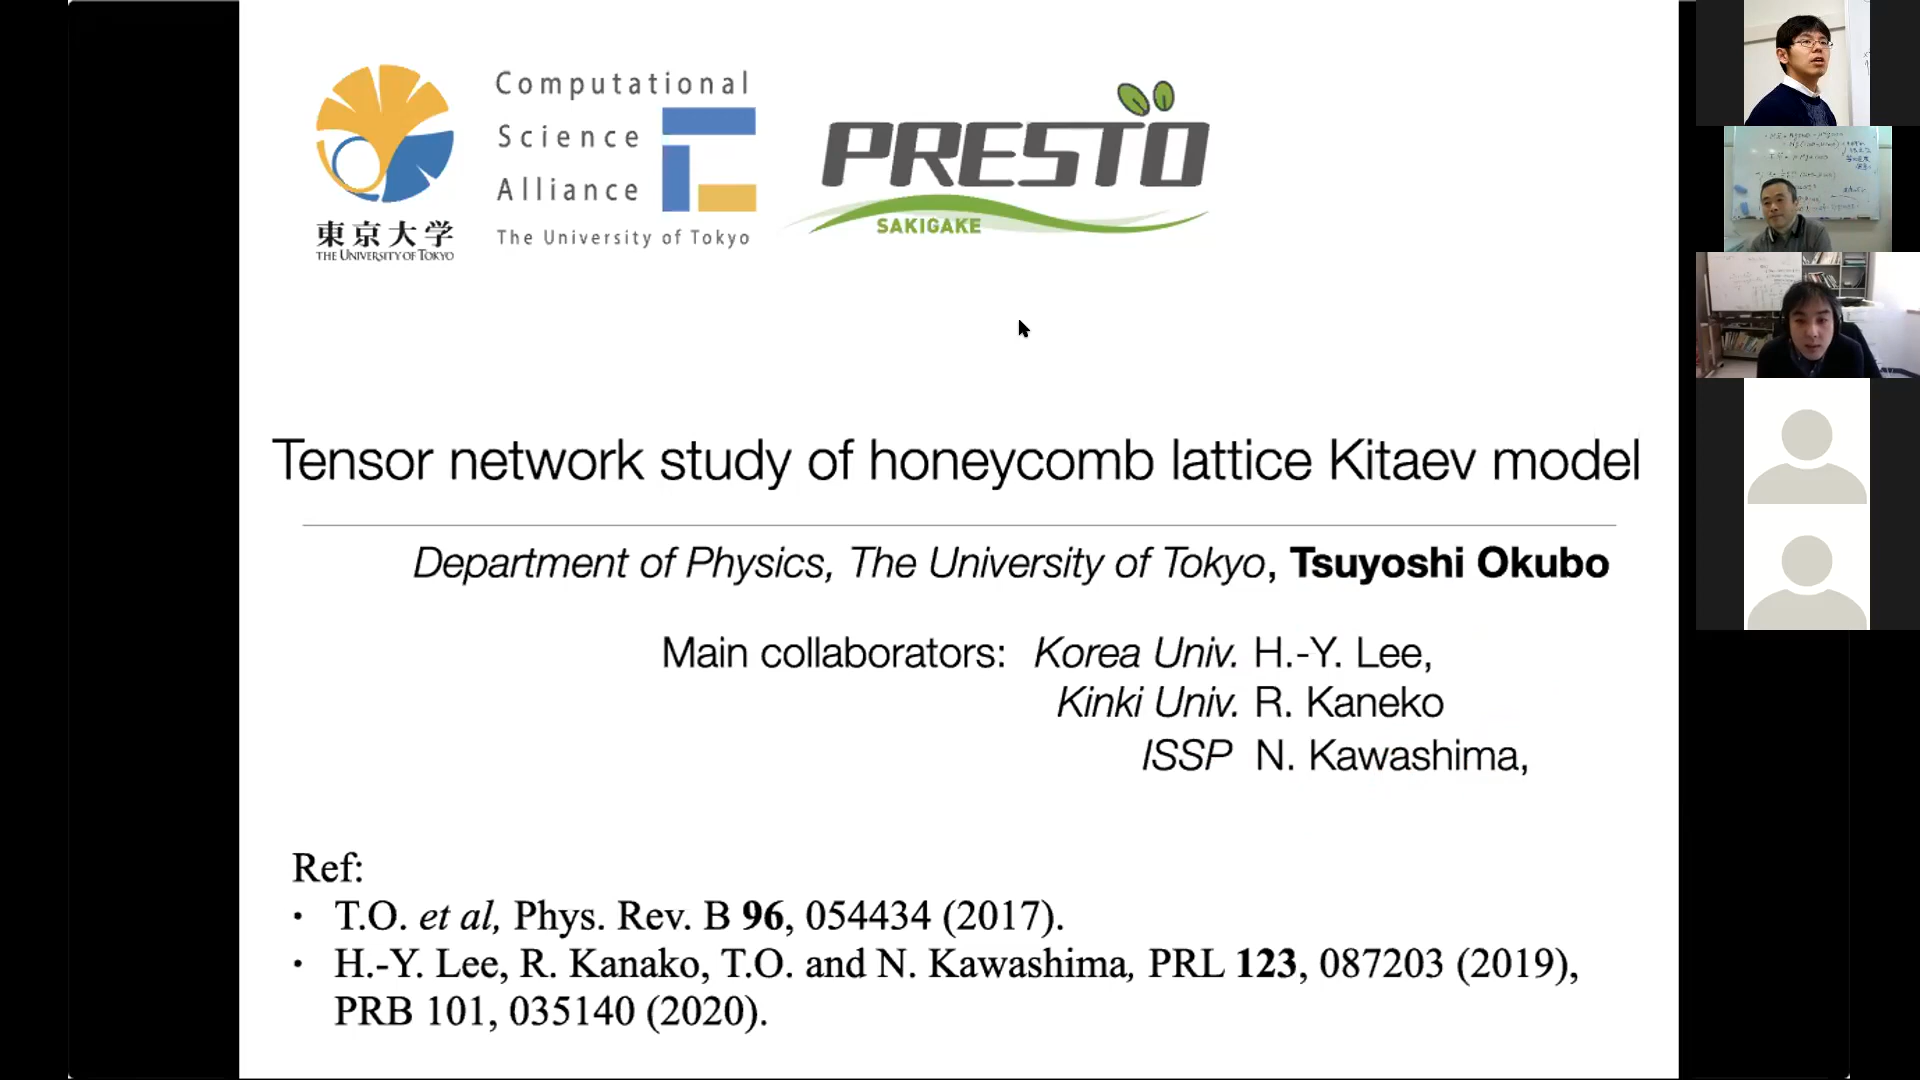 Computational
Science
Alliance
The University of Tokyo
東京大学
THE UNIVERSITY OF TOKYO
PRESTO
SAKIGAKE
Tensor network study of honeycomb lattice Kitaev model
Department of Physics, The University of Tokyo, Tsuyoshi Okubo
Main collaborators: Korea Univ. H.-Y. Lee,
Kinki Univ. R. Kaneko
ISSP N. Kawashima,
Ref:
• T.O. et al, Phys. Rev. B 96, 054434 (2017).
• H.-Y. Lee, R. Kanako, T.O. and N. Kawashima, PRL 123, 087203 (2019),
PRB 101, 035140 (2020).